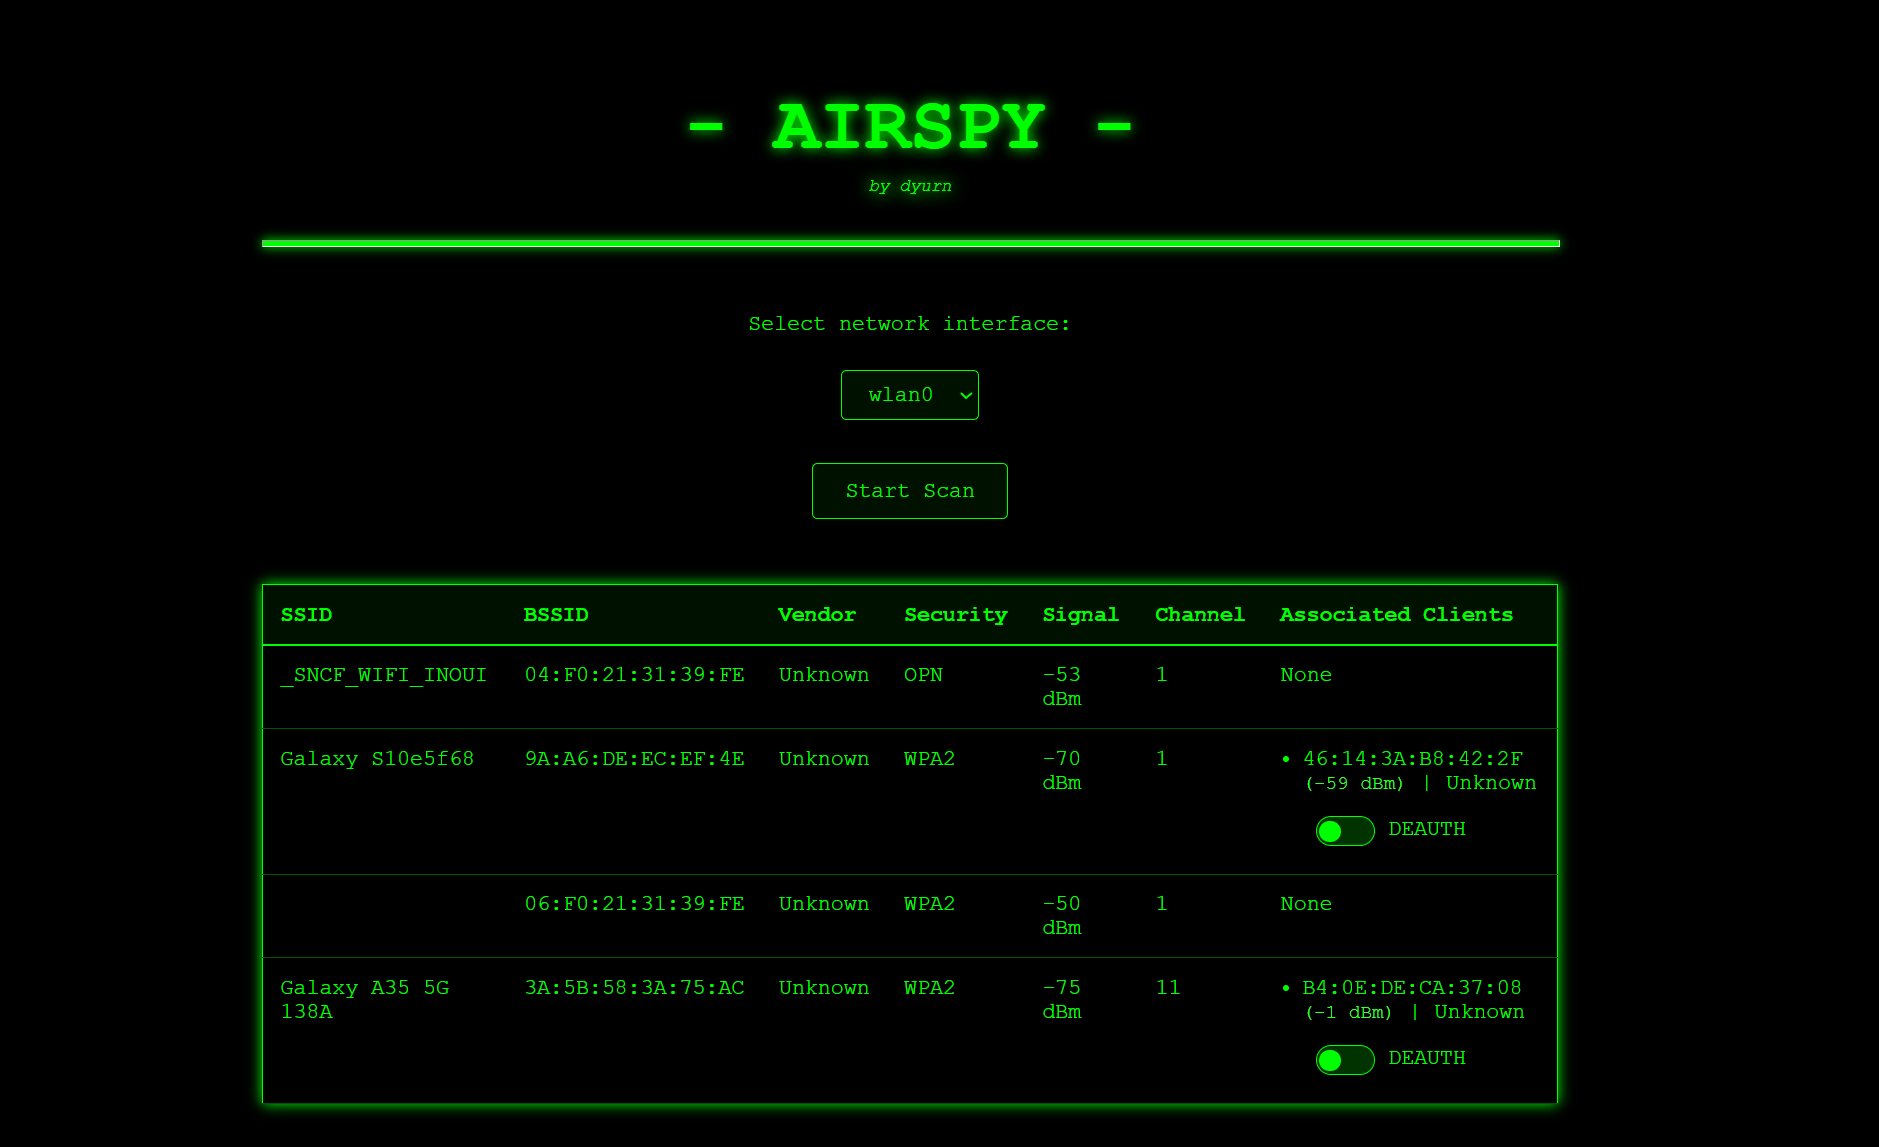 - AIRSPY -
by dyurn
Select network interface:
wlan0
Start Scan
SSID BSSID Vendor Security Signal Channel Associated Clients
_SNCF_WIFI_INOUI 04:F0:21:31:39:FE Unknown OPN -53 1 None
dBm
Galaxy S10e5f68 9A:A6:DE:EC:EF:4E Unknown WPA2 -70 1 • 46:14:3A:B8:42:2F
dBm (-59 dBm) | Unknown
DEAUTH
06:F0:21:31:39:FE Unknown WPA2 -50 1 None
dBm
Galaxy A35 5G 3A:5B:58:3A:75:AC Unknown WPA2 -75 11 • B4:0E:DE:CA:37:08
138A dBm (-1 dBm) | Unknown
DEAUTH